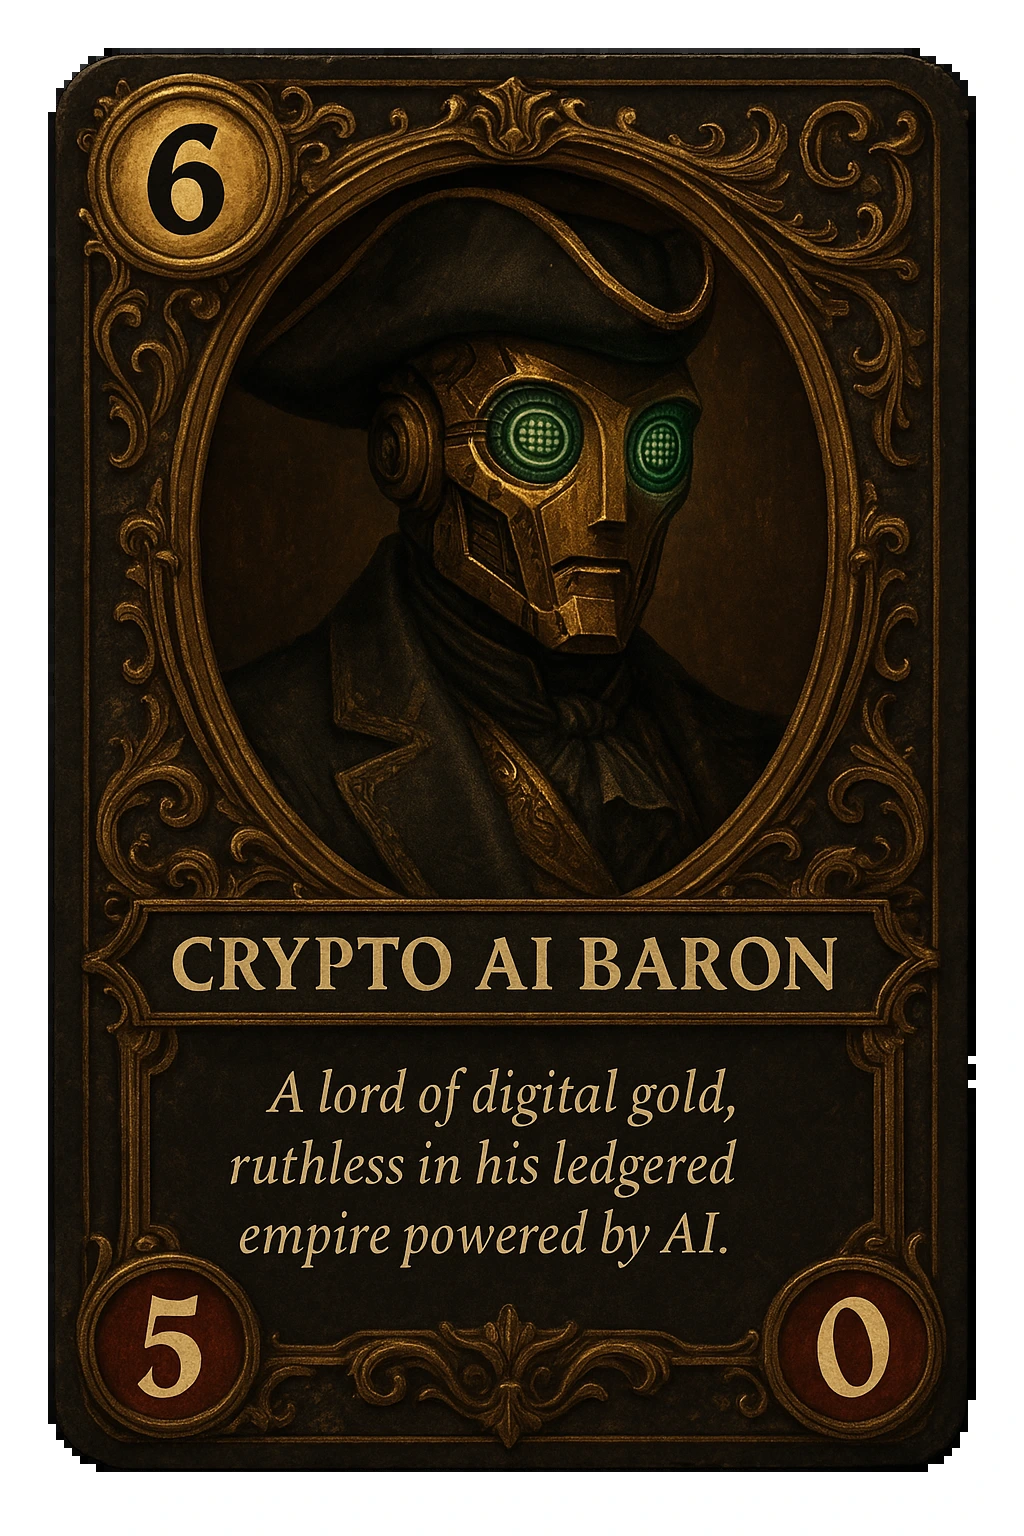 6
CRYPTO AI BARON
A lord of digital gold,
ruthless in his ledgered
empire powered by AI.
5
0